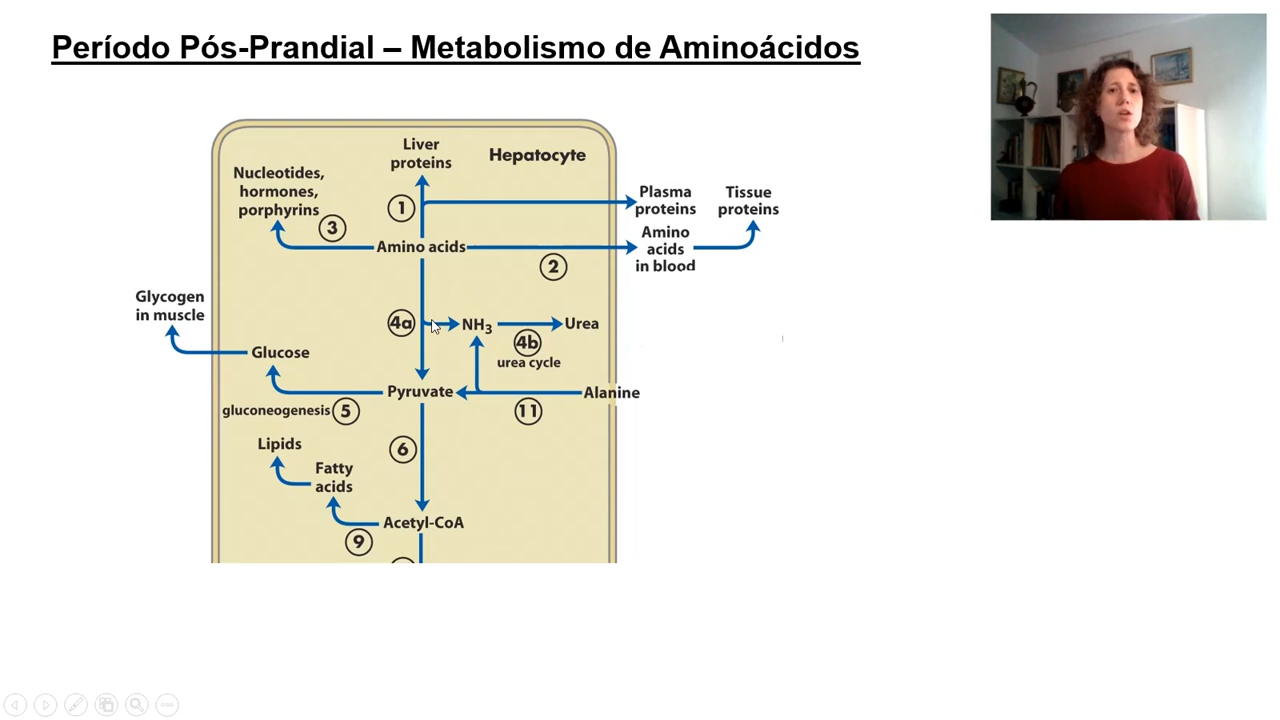 Período Pós-Prandial – Metabolismo de Aminoácidos
Liver
proteins
Hepatocyte
Nucleotides,
hormones,
porphyrins
3
1
Plasma
proteins
Tissue
proteins
Amino acids
2
Amino
acids
in blood
Glycogen
in muscle
4a
NH3
Urea
4b
urea cycle
Glucose
Pyruvate
Alanine
gluconeogenesis
5
11
Lipids
6
Fatty
acids
Acetyl-CoA
9